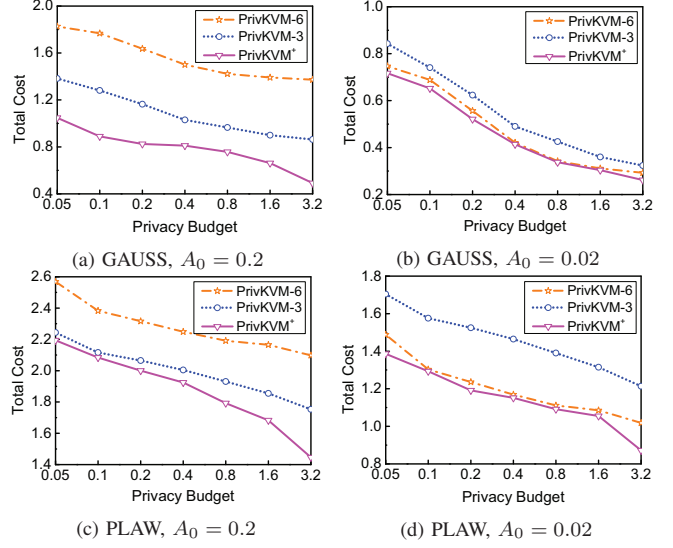 PrivKVM-6
PrivKVM-3
PrivKVM*
2.0
1.6
1.2
0.8
0.4
Total Cost
0.05 0.1 0.2 0.4 0.8 1.6 3.2
Privacy Budget
(a) GAUSS, A₀ = 0.2
PrivKVM-6
PrivKVM-3
PrivKVM*
1.0
0.8
0.6
0.4
0.2
Total Cost
0.05 0.1 0.2 0.4 0.8 1.6 3.2
Privacy Budget
(b) GAUSS, A₀ = 0.02
PrivKVM-6
PrivKVM-3
PrivKVM*
2.6
2.4
2.2
2.0
1.8
1.6
1.4
Total Cost
0.05 0.1 0.2 0.4 0.8 1.6 3.2
Privacy Budget
(c) PLAW, A₀ = 0.2
PrivKVM-6
PrivKVM-3
PrivKVM*
1.8
1.6
1.4
1.2
1.0
0.8
Total Cost
0.05 0.1 0.2 0.4 0.8 1.6 3.2
Privacy Budget
(d) PLAW, A₀ = 0.02